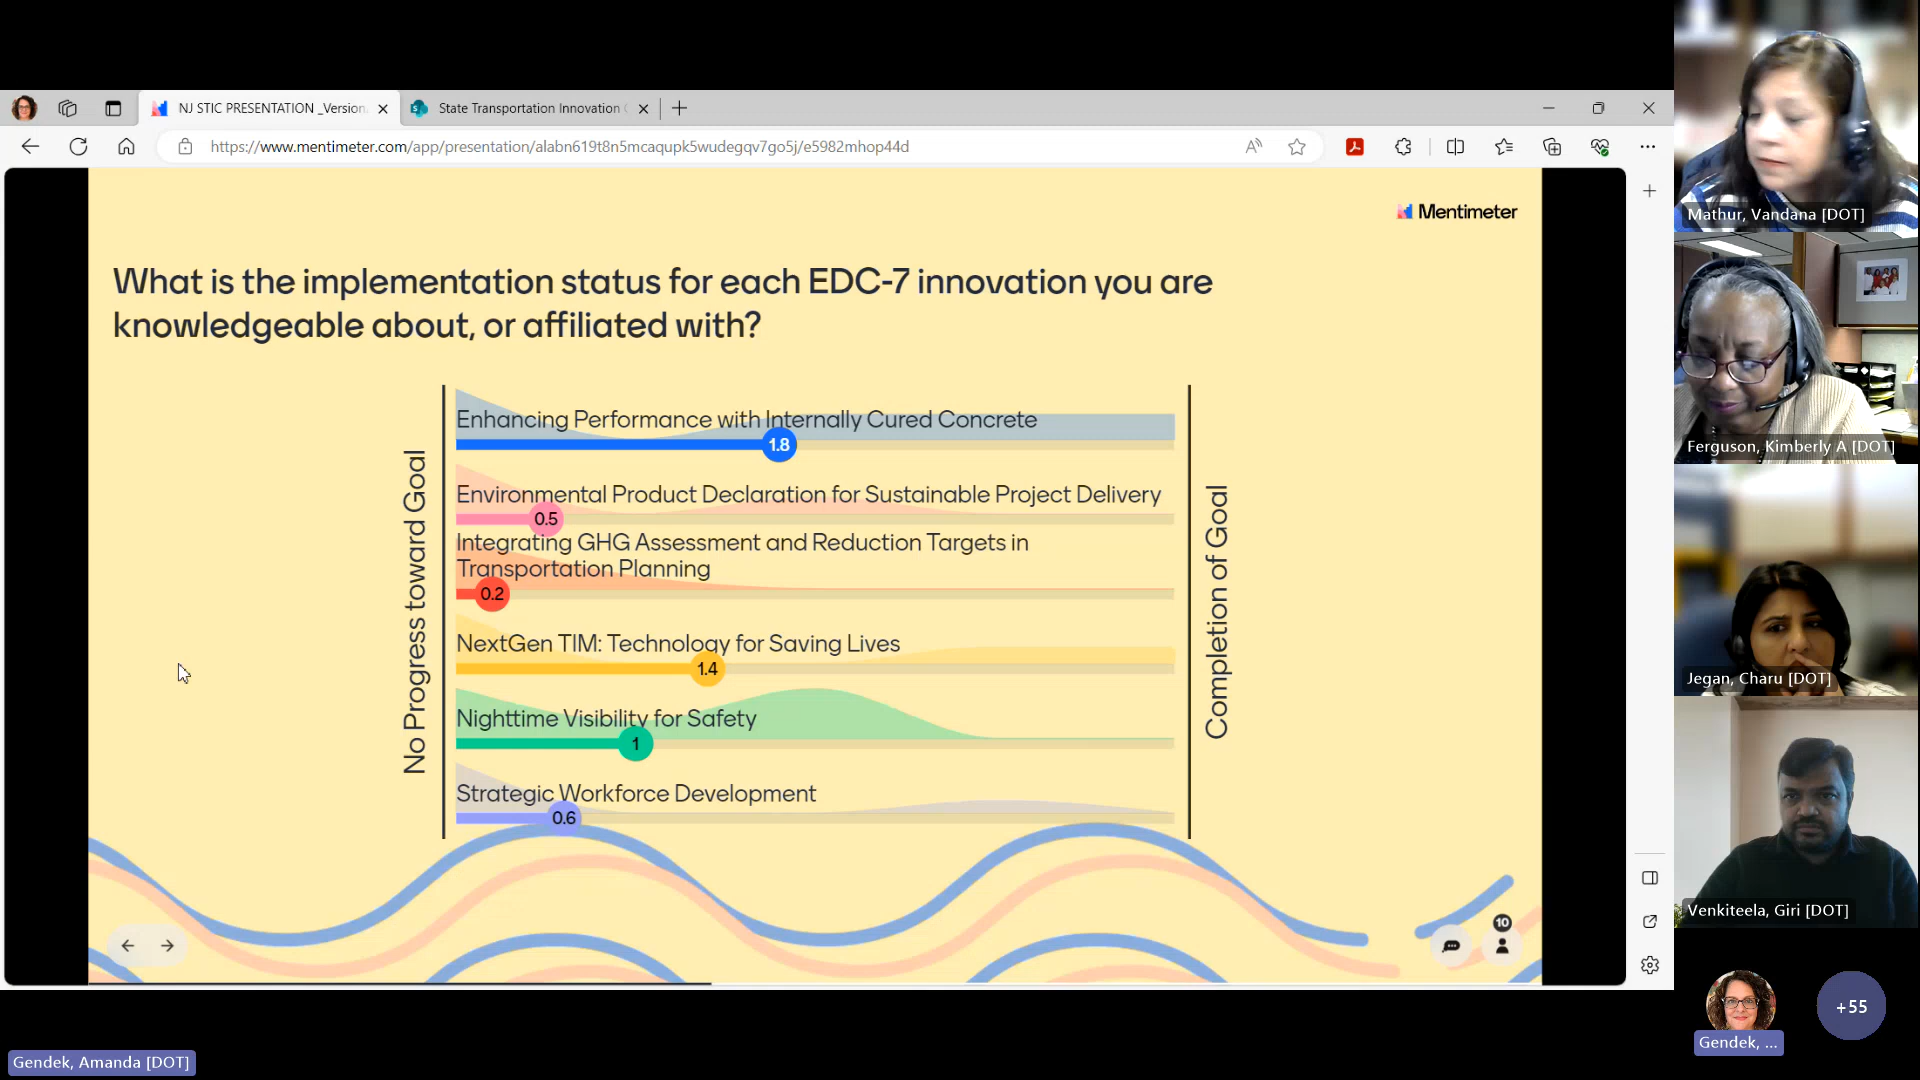 NJ STIC PRESENTATION _Version
State Transportation Innovation
https://www.mentimeter.com/app/presentation/alabn619t8n5mcaqupk5wudegqv7go5j/e5982mhop44d
Mentimeter
What is the implementation status for each EDC-7 innovation you are
knowledgeable about, or affiliated with?
No Progress toward Goal
Enhancing Performance with Internally Cured Concrete
1.8
Environmental Product Declaration for Sustainable Project Delivery
0.5
Integrating GHG Assessment and Reduction Targets in
Transportation Planning
0.2
NextGen TIM: Technology for Saving Lives
1.4
Nighttime Visibility for Safety
1
Strategic Workforce Development
0.6
Completion of Goal
10
Mathur, Vandana [DOT]
Ferguson, Kimberly A [DOT]
Jegan, Charu [DOT]
Venkiteela, Giri [DOT]
Gendek, ...
+55
Gendek, Amanda [DOT]